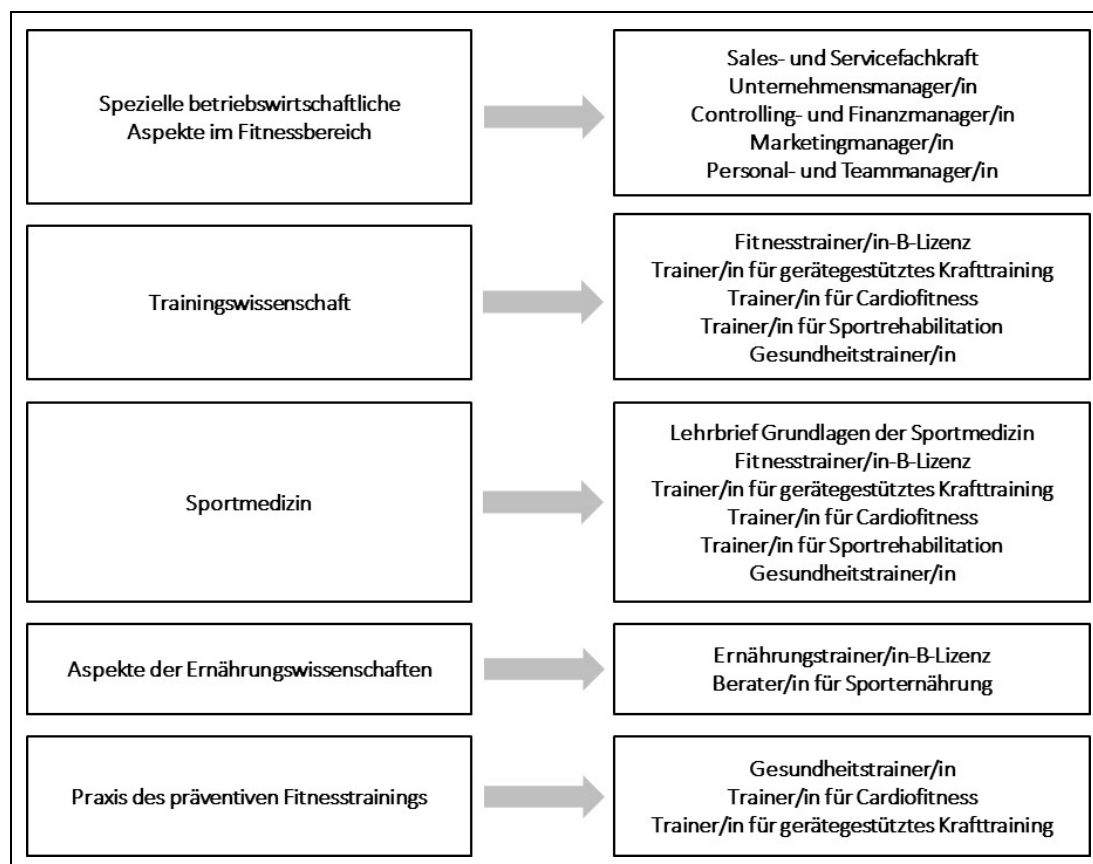 Spezielle betriebswirtschaftliche
Aspekte im Fitnessbereich
Sales- und Servicefachkraft
Unternehmensmanager/in
Controlling- und Finanzmanager/in
Marketingmanager/in
Personal- und Teammanager/in
Trainingswissenschaft
Fitnesstrainer/in-B-Lizenz
Trainer/in für gerätegestütztes Krafttraining
Trainer/in für Cardiofitness
Trainer/in für Sportrehabilitation
Gesundheitstrainer/in
Sportmedizin
Lehrbrief Grundlagen der Sportmedizin
Fitnesstrainer/in-B-Lizenz
Trainer/in für gerätegestütztes Krafttraining
Trainer/in für Cardiofitness
Trainer/in für Sportrehabilitation
Gesundheitstrainer/in
Aspekte der Ernährungswissenschaften
Ernährungstrainer/in-B-Lizenz
Berater/in für Sporternährung
Praxis des präventiven Fitnesstrainings
Gesundheitstrainer/in
Trainer/in für Cardiofitness
Trainer/in für gerätegestütztes Krafttraining